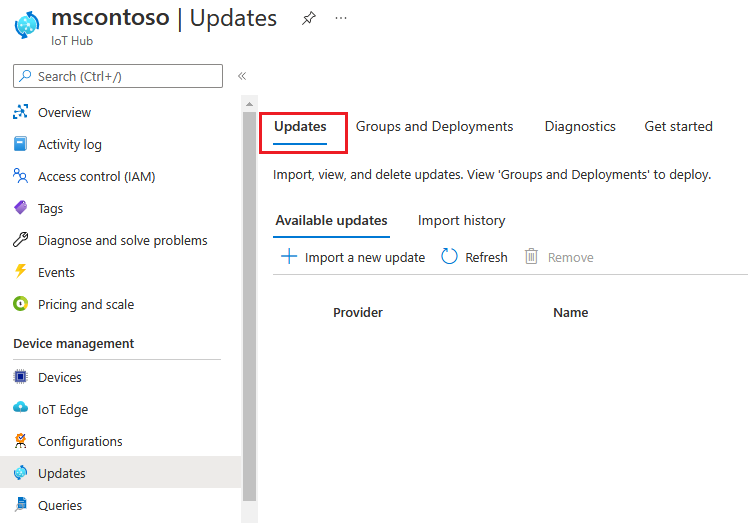 mscontoso | Updates
IoT Hub
Search (Ctrl+/)
Overview
Activity log
Access control (IAM)
Tags
Diagnose and solve problems
Events
Pricing and scale
Device management
Devices
IoT Edge
Configurations
Updates
Queries
Updates Groups and Deployments Diagnostics Get started
Import, view, and delete updates. View 'Groups and Deployments' to deploy.
Available updates Import history
Import a new update Refresh Remove
Provider Name